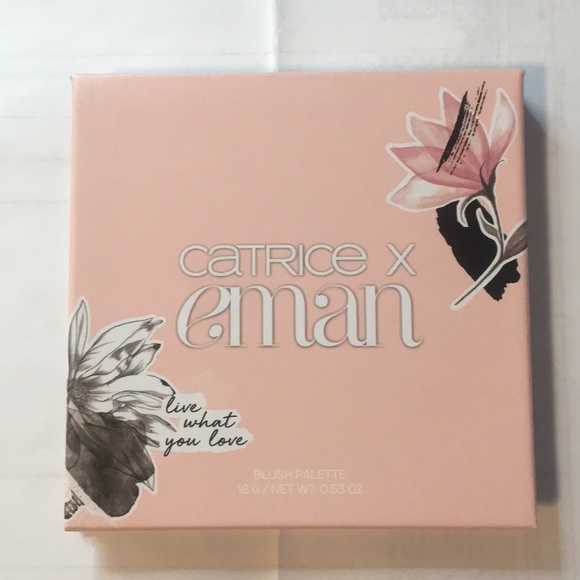 CATRICE X
eman
live
what
you love
BLUSH PALETTE
18 G / NET WT. 0.63 OZ.